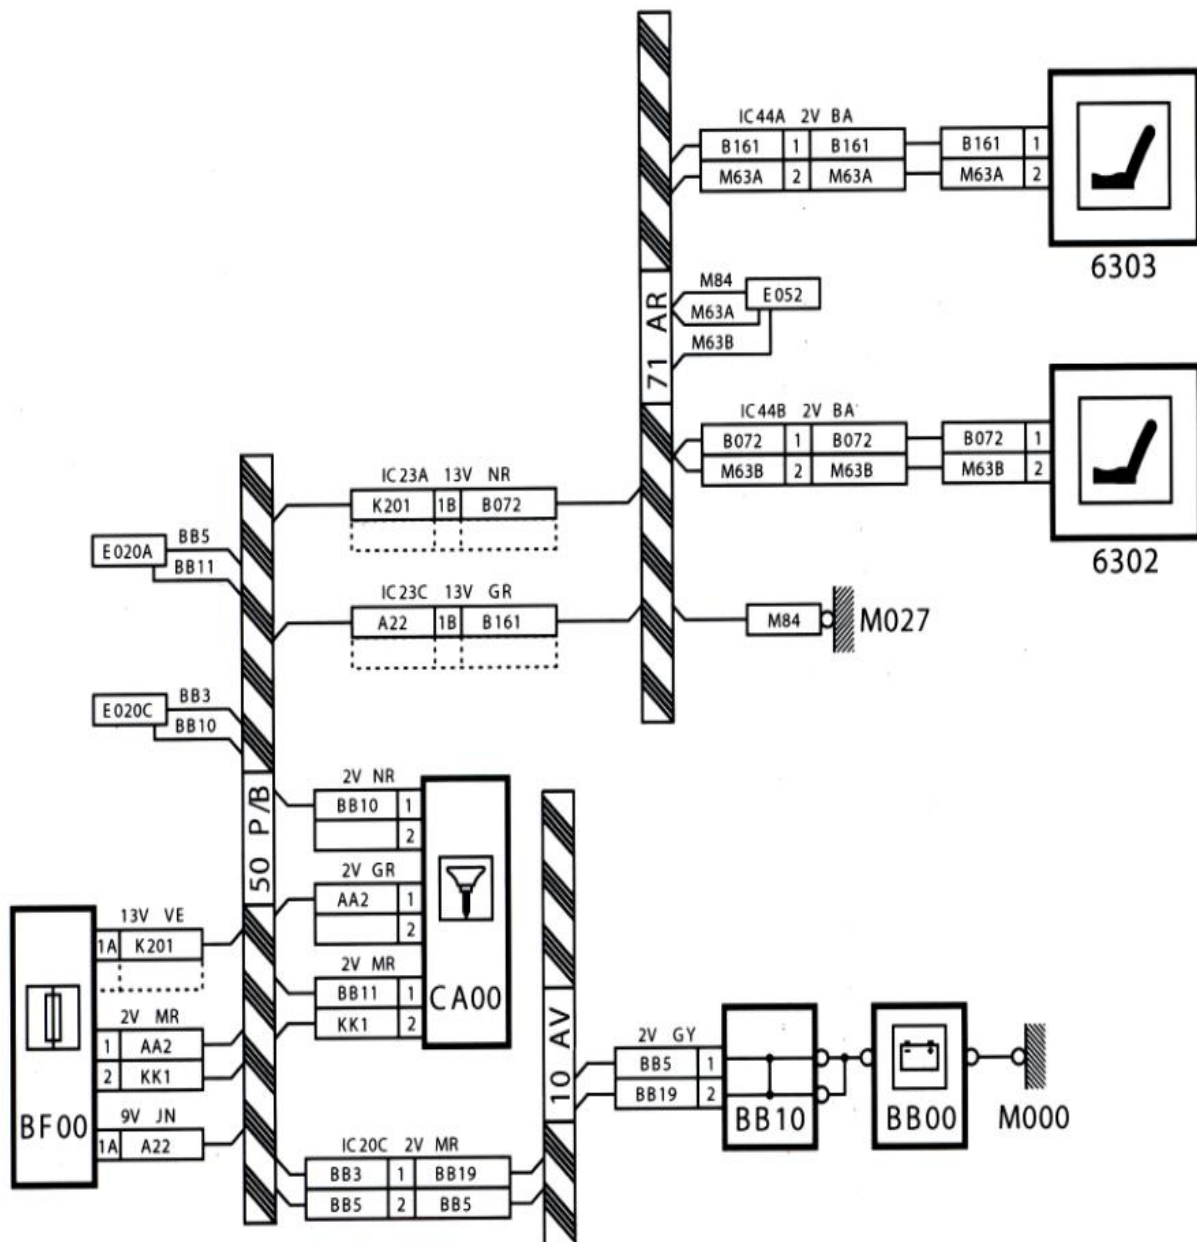 IC44A 2V BA
B161 1 B161
M63A 2 M63A
B161 1
M63A 2
6303
M84
M63A
M63B
E052
71 AR
IC44B 2V BA
B072 1 B072
M63B 2 M63B
B072 1
M63B 2
6302
IC23A 13V NR
K201 1B B072
E020A
BB5
BB11
IC23C 13V GR
A22 1B B161
M84
M027
E020C
BB3
BB10
50 P/B
2V NR
BB10 1
2
2V GR
AA2 1
2
2V MR
BB11 1
KK1 2
CA00
13V VE
1A K201
2V MR
1 AA2
2 KK1
9V JN
1A A22
BF00
10 AV
2V GY
BB5 1
BB19 2
BB10
BB00
M000
IC20C 2V MR
BB3 1 BB19
BB5 2 BB5